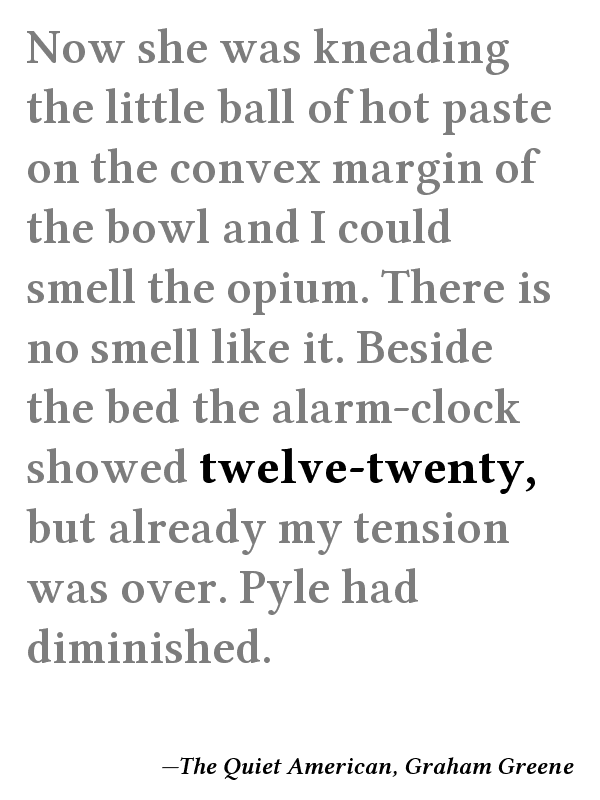 Now she was kneading
the little ball of hot paste
on the convex margin of
the bowl and I could
smell the opium. There is
no smell like it. Beside
the bed the alarm-clock
showed twelve-twenty,
but already my tension
was over. Pyle had
diminished.
—The Quiet American, Graham Greene